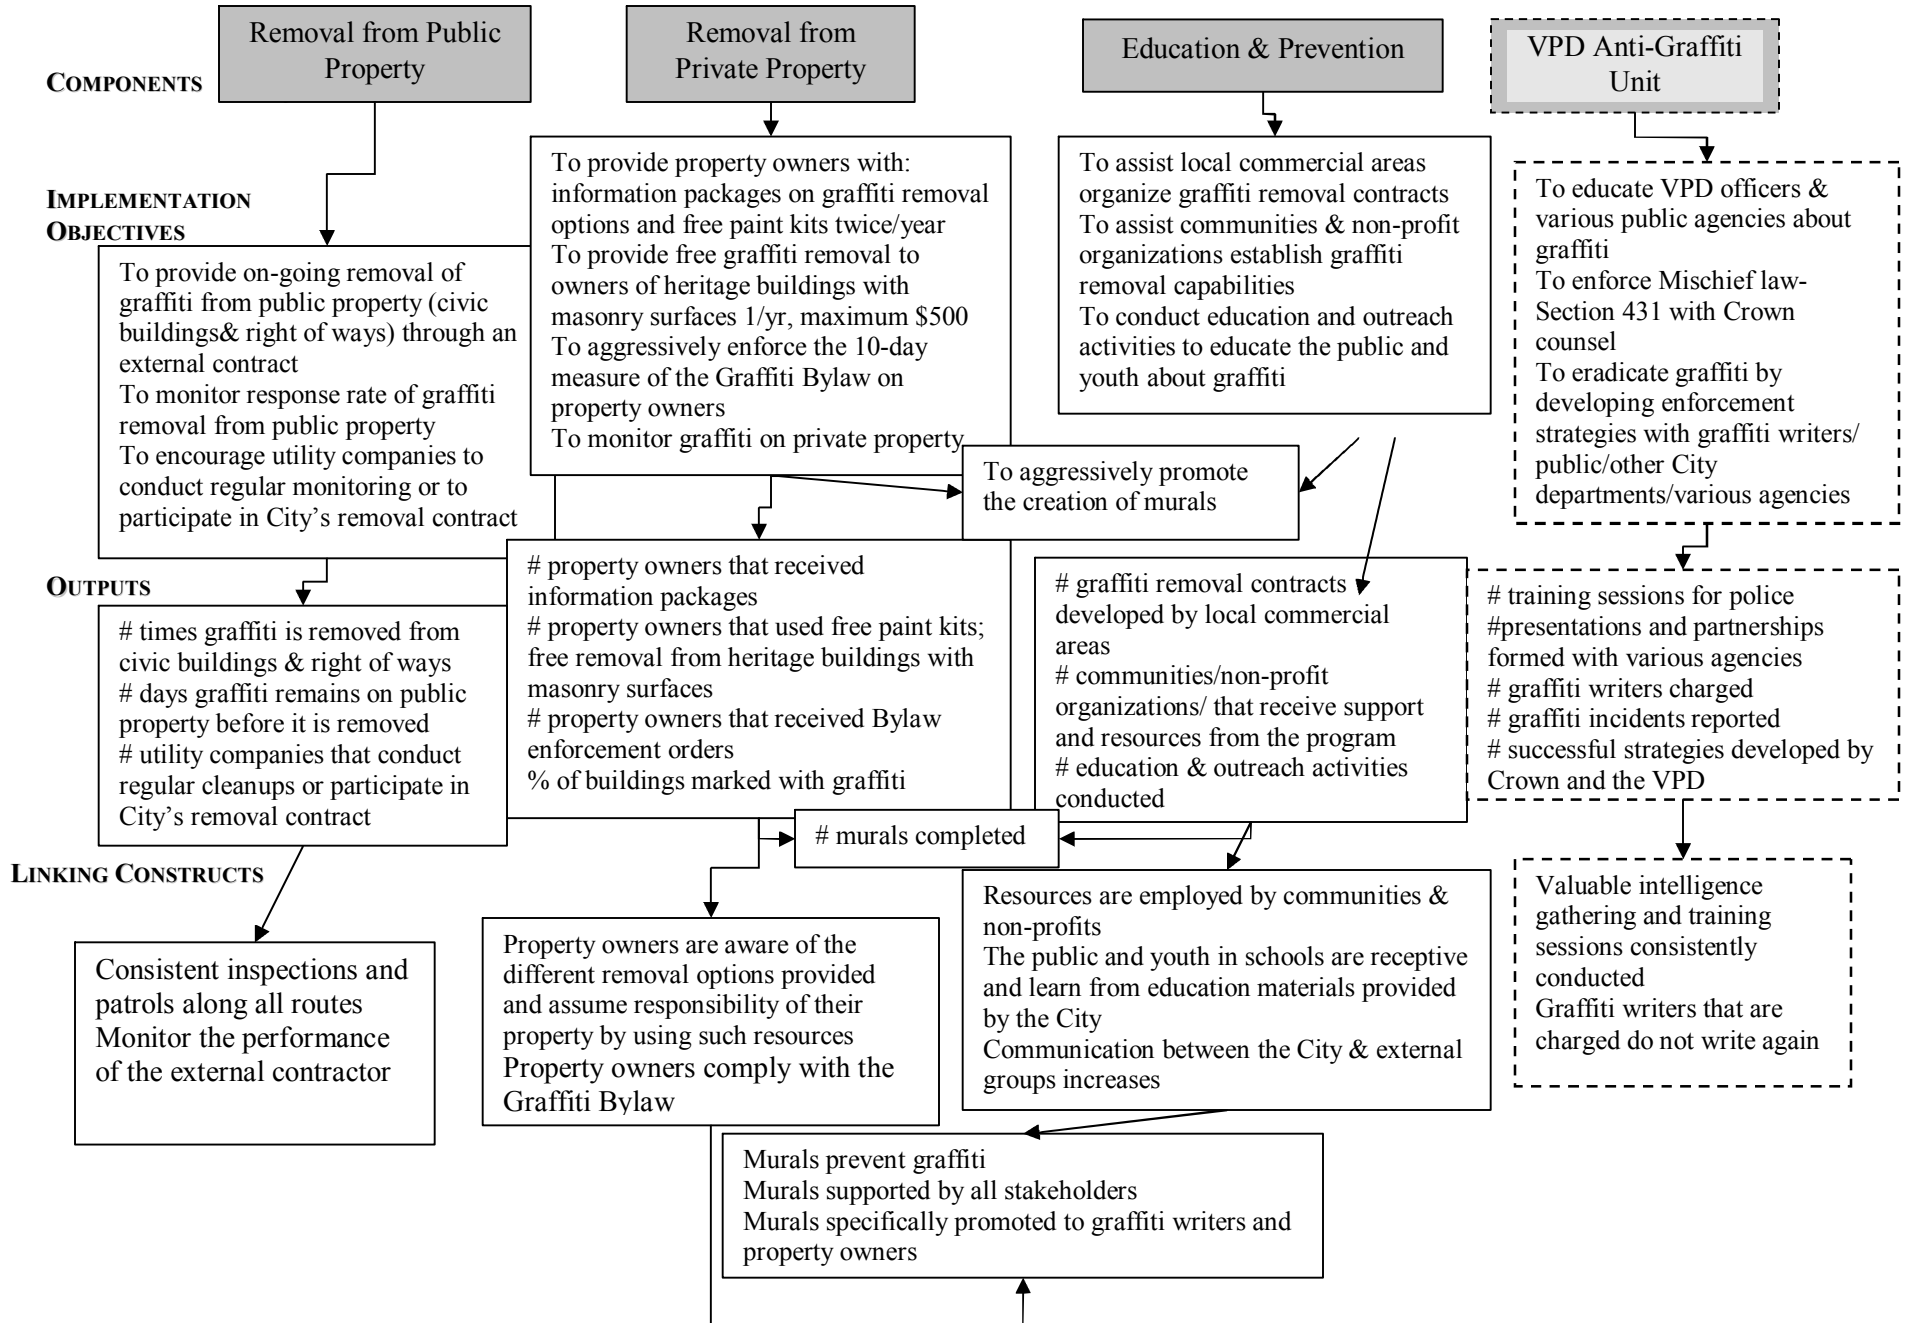 Removal from Public
Property
Removal from
Private Property
Education & Prevention
VPD Anti-Graffiti
Unit
COMPONENTS
IMPLEMENTATION
OBJECTIVES
To provide on-going removal of
graffiti from public property (civic
buildings& right of ways) through an
external contract
To monitor response rate of graffiti
removal from public property
To encourage utility companies to
conduct regular monitoring or to
participate in City's removal contract
To provide property owners with:
information packages on graffiti removal
options and free paint kits twice/year
To provide free graffiti removal to
owners of heritage buildings with
masonry surfaces 1/yr, maximum $500
To aggressively enforce the 10-day
measure of the Graffiti Bylaw on
property owners
To monitor graffiti on private property
To assist local commercial areas
organize graffiti removal contracts
To assist communities & non-profit
organizations establish graffiti
removal capabilities
To conduct education and outreach
activities to educate the public and
youth about graffiti
To educate VPD officers &
various public agencies about
graffiti
To enforce Mischief law-
Section 431 with Crown
counsel
To eradicate graffiti by
developing enforcement
strategies with graffiti writers/
public/other City
departments/various agencies
To aggressively promote
the creation of murals
OUTPUTS
# times graffiti is removed from
civic buildings & right of ways
# days graffiti remains on public
property before it is removed
# utility companies that conduct
regular cleanups or participate in
City's removal contract
# property owners that received
information packages
# property owners that used free paint kits;
free removal from heritage buildings with
masonry surfaces
# property owners that received Bylaw
enforcement orders
% of buildings marked with graffiti
# graffiti removal contracts
developed by local commercial
areas
# communities/non-profit
organizations/ that receive support
and resources from the program
# education & outreach activities
conducted
# training sessions for police
#presentations and partnerships
formed with various agencies
# graffiti writers charged
# graffiti incidents reported
# successful strategies developed by
Crown and the VPD
# murals completed
LINKING CONSTRUCTS
Consistent inspections and
patrols along all routes
Monitor the performance
of the external contractor
Property owners are aware of the
different removal options provided
and assume responsibility of their
property by using such resources
Property owners comply with the
Graffiti Bylaw
Resources are employed by communities &
non-profits
The public and youth in schools are receptive
and learn from education materials provided
by the City
Communication between the City & external
groups increases
Valuable intelligence
gathering and training
sessions consistently
conducted
Graffiti writers that are
charged do not write again
Murals prevent graffiti
Murals supported by all stakeholders
Murals specifically promoted to graffiti writers and
property owners